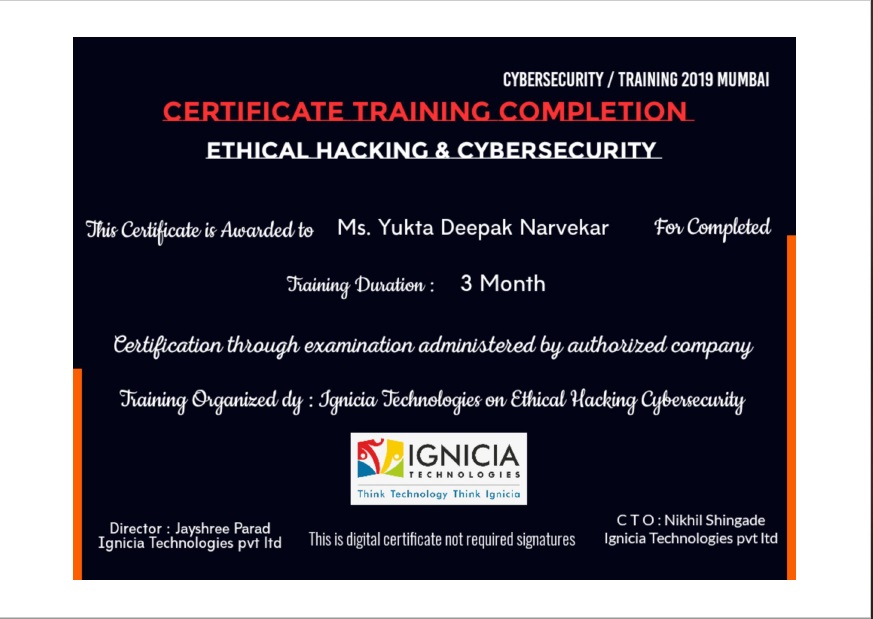 CYBERSECURITY / TRAINING 2019 MUMBAI
CERTIFICATE TRAINING COMPLETION
ETHICAL HACKING & CYBERSECURITY
This Certificate is Awarded to Ms. Yukta Deepak Narvekar For Completed
Training Duration : 3 Month
Certification through examination administered by authorized company
Training Organized dy : Ignicia Technologies on Ethical Hacking Cybersecurity
IGNICIA
TECHNOLOGIES
Think Technology Think Ignicia
Director : Jayshree Parad
Ignicia Technologies pvt ltd
This is digital certificate not required signatures
C T O : Nikhil Shingade
Ignicia Technologies pvt ltd